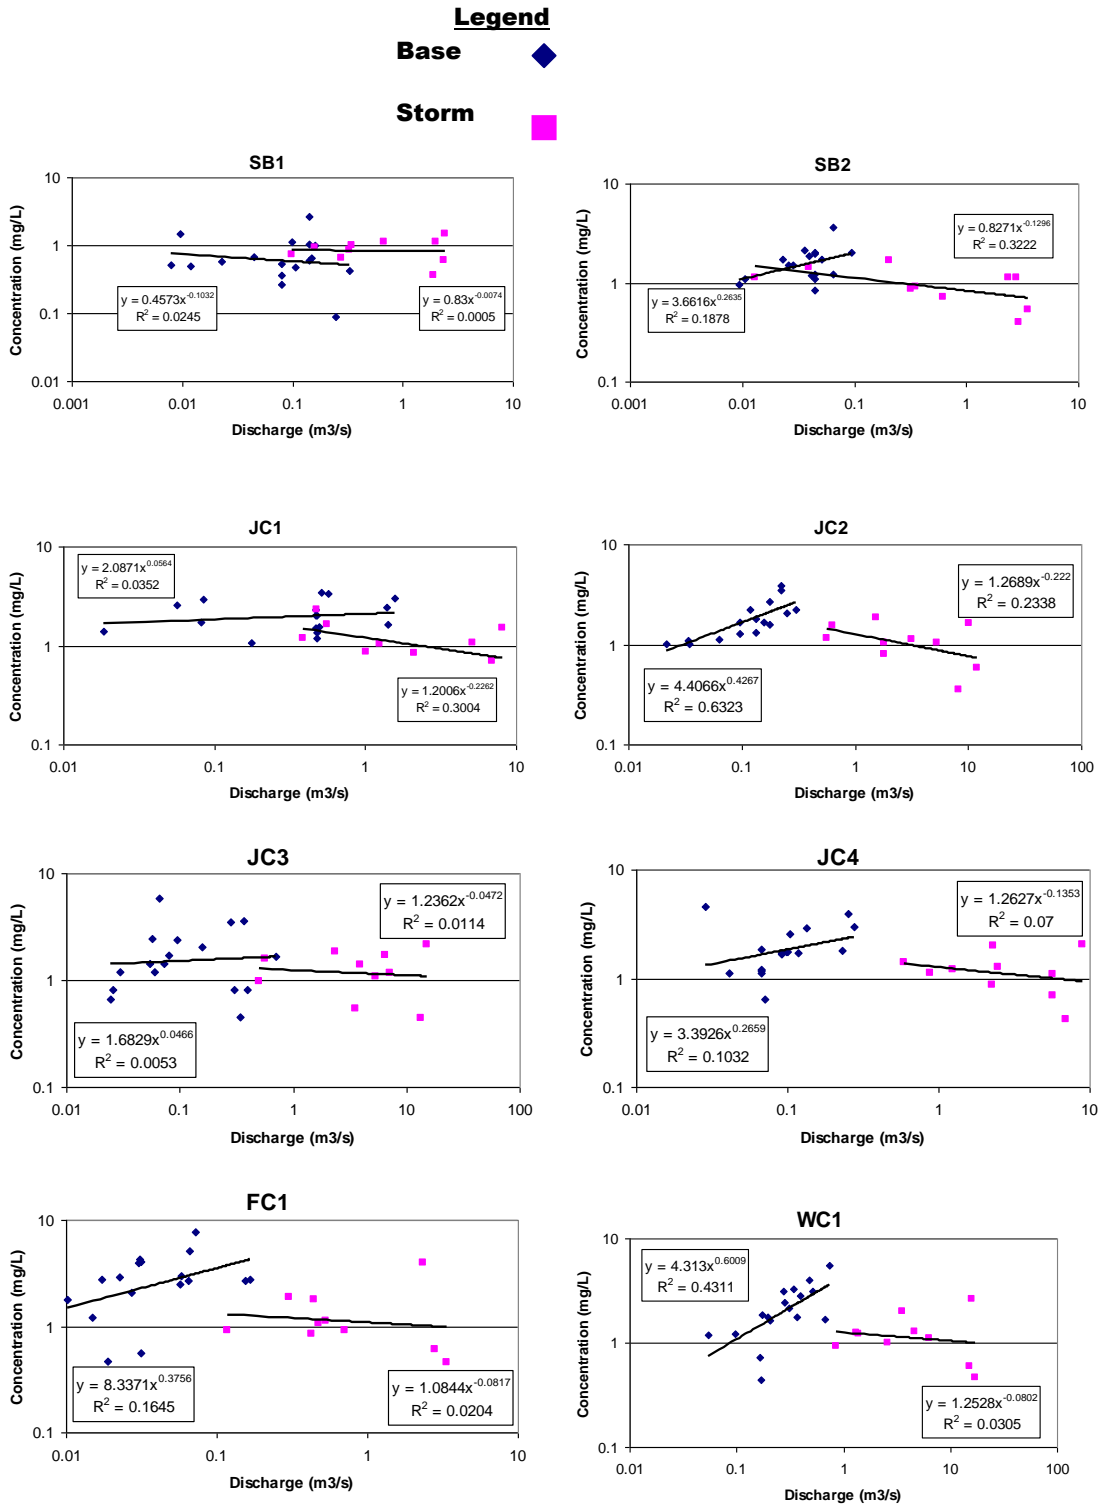 Legend
Base
Storm
SB1
10
1
0.1
0.01
0.001
0.01
0.1
1
10
Concentration (mg/L)
Discharge (m3/s)
y = 0.4573x^-0.1032
R² = 0.0245
y = 0.83x^-0.0074
R² = 0.0005
SB2
10
1
0.1
0.001
0.01
0.1
1
10
Concentration (mg/L)
Discharge (m3/s)
y = 0.8271x^-0.1296
R² = 0.3222
y = 3.6616x^0.2635
R² = 0.1878
JC1
10
1
0.1
0.01
0.1
1
10
Concentration (mg/L)
Discharge (m3/s)
y = 2.0871x^0.0564
R² = 0.0352
y = 1.2006x^-0.2262
R² = 0.3004
JC2
10
1
0.1
0.01
0.1
1
10
100
Concentration (mg/L)
Discharge (m3/s)
y = 1.2689x^-0.222
R² = 0.2338
y = 4.4066x^0.4267
R² = 0.6323
JC3
10
1
0.1
0.01
0.1
1
10
100
Concentration (mg/L)
Discharge (m3/s)
y = 1.2362x^-0.0472
R² = 0.0114
y = 1.6829x^0.0466
R² = 0.0053
JC4
10
1
0.1
0.01
0.1
1
10
Concentration (mg/L)
Discharge (m3/s)
y = 1.2627x^-0.1353
R² = 0.07
y = 3.3926x^0.2659
R² = 0.1032
FC1
10
1
0.1
0.01
0.1
1
10
Concentration (mg/L)
Discharge (m3/s)
y = 8.3371x^0.3756
R² = 0.1645
y = 1.0844x^-0.0817
R² = 0.0204
WC1
10
1
0.1
0.01
0.1
1
10
100
Concentration (mg/L)
Discharge (m3/s)
y = 4.313x^0.6009
R² = 0.4311
y = 1.2528x^-0.0802
R² = 0.0305